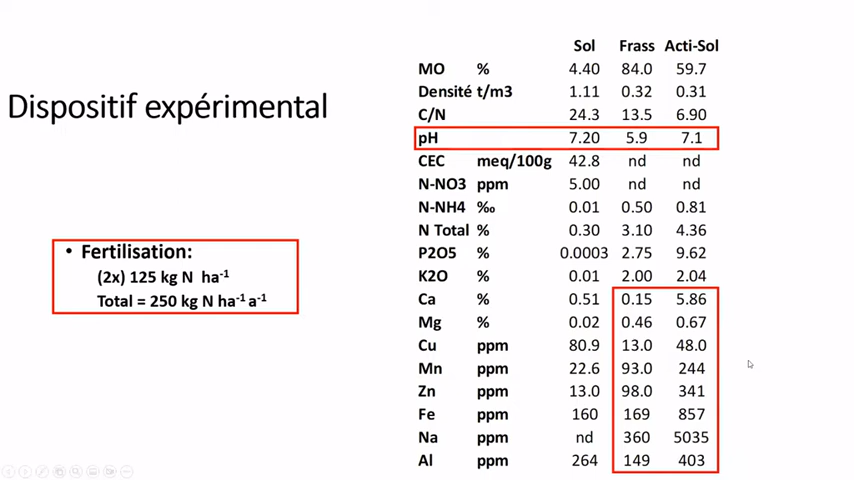 Dispositif expérimental
• Fertilisation:
(2x) 125 kg N ha-1
Total = 250 kg N ha-1 a-1
Sol Frass Acti-Sol
MO % 4.40 84.0 59.7
Densité t/m3 1.11 0.32 0.31
C/N 24.3 13.5 6.90
pH 7.20 5.9 7.1
CEC meq/100g 42.8 nd nd
N-NO3 ppm 5.00 nd nd
N-NH4 ‰ 0.01 0.50 0.81
N Total % 0.30 3.10 4.36
P2O5 % 0.0003 2.75 9.62
K2O % 0.01 2.00 2.04
Ca % 0.51 0.15 5.86
Mg % 0.02 0.46 0.67
Cu ppm 80.9 13.0 48.0
Mn ppm 22.6 93.0 244
Zn ppm 13.0 98.0 341
Fe ppm 160 169 857
Na ppm nd 360 5035
Al ppm 264 149 403